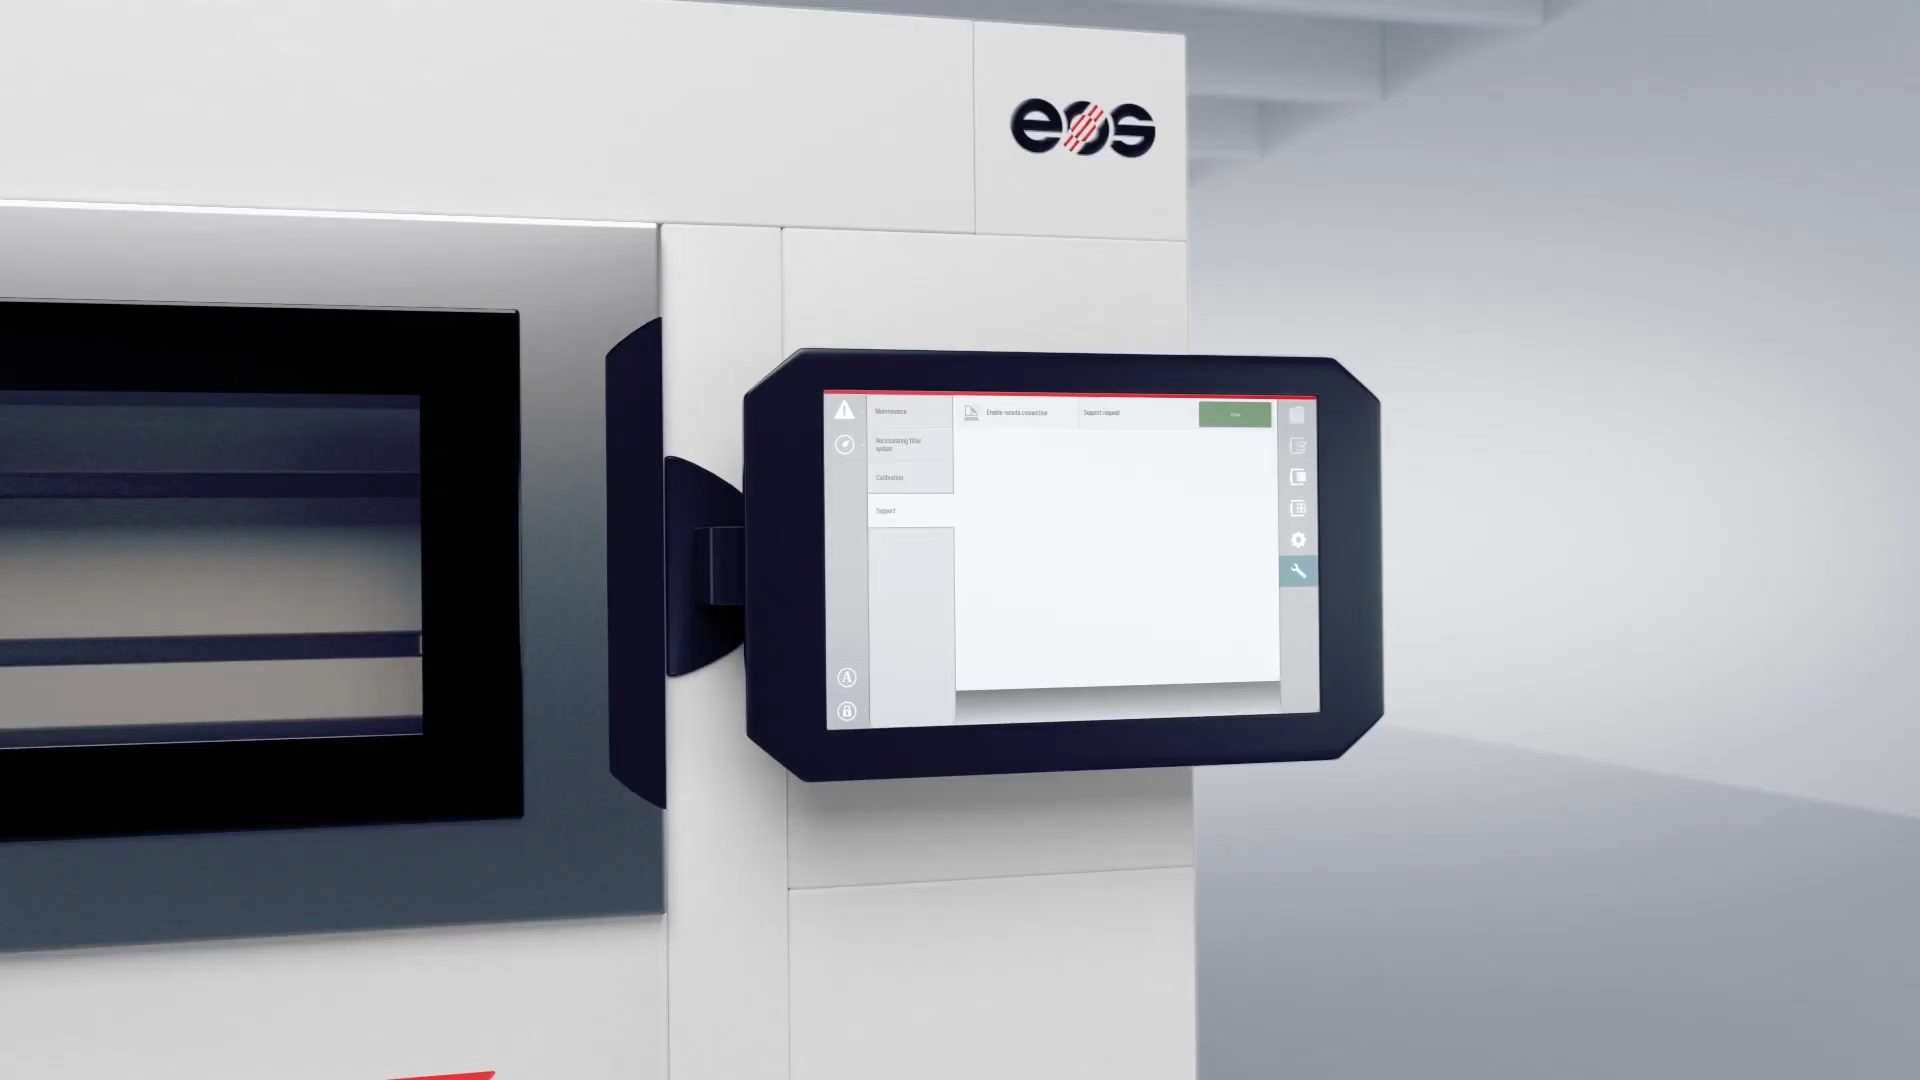 eos
Maintenance
Enable remote connection
Support request
Recirculating filter
system
Calibration
Support
A